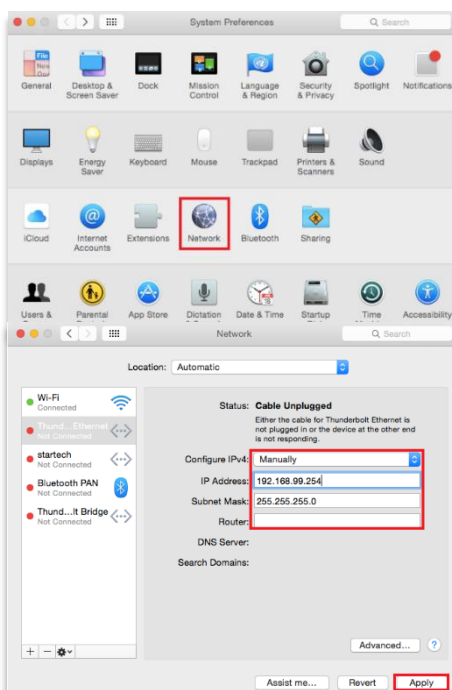 System Preferences
Search
File
New
General
Desktop &
Screen Saver
Dock
Mission
Control
Language
& Region
Security
& Privacy
Spotlight
Notifications
Displays
Energy
Saver
Keyboard
Mouse
Trackpad
Printers &
Scanners
Sound
iCloud
Internet
Accounts
Extensions
Network
Bluetooth
Sharing
Users &
Parental
App Store
Dictation
Date & Time
Startup
Time
Accessibility
Network
Search
Location: Automatic
Wi-Fi
Connected
Thund...Ethernet
Not Connected
startech
Not Connected
Bluetooth PAN
Not Connected
Thund...lt Bridge
Not Connected
Status: Cable Unplugged
Either the cable for Thunderbolt Ethernet is
not plugged in or the device at the other end
is not responding.
Configure IPv4: Manually
IP Address: 192.168.99.254
Subnet Mask: 255.255.255.0
Router:
DNS Server:
Search Domains:
Advanced... ?
Assist me... Revert Apply